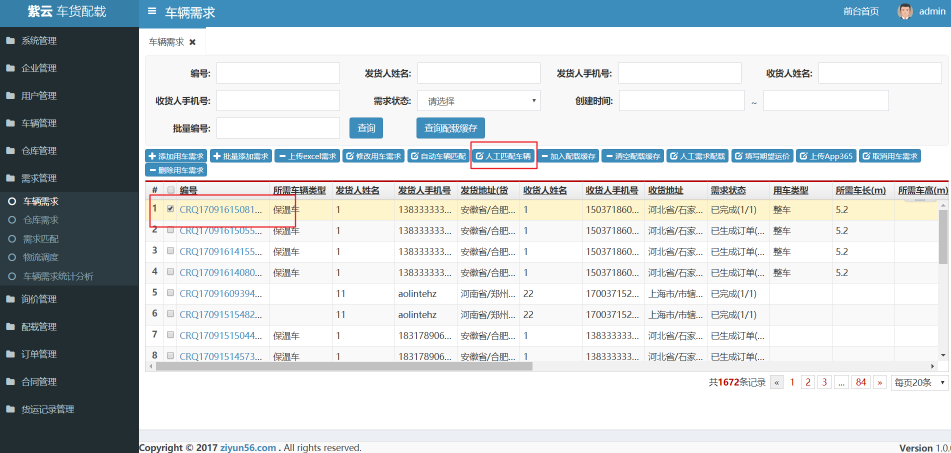 紫云 车货配载 车辆需求 前台首页 admin
系统管理
企业管理
用户管理
车辆管理
仓库管理
需求管理
车辆需求
仓库需求
需求匹配
物流调度
车辆需求统计分析
询价管理
配载管理
订单管理
合同管理
货运记录管理
车辆需求
编号: 发货人姓名: 发货人手机号: 收货人姓名:
收货人手机号: 需求状态: 请选择 创建时间: ~
批量编号: 查询 查询配载缓存
添加用车需求 批量添加需求 上传excel需求 修改用车需求 自动车辆匹配 人工匹配车辆 加入配载缓存 清空配载缓存 人工需求配载 填写期望运价 上传App365 取消用车需求
删除用车需求
# 编号 所需车辆类型 发货人姓名 发货人手机号 发货地址(货 收货人姓名 收货人手机号 收货地址 需求状态 用车类型 所需车长(m) 所需车高(m)
1 CRQ17091615081... 保温车 1 138333333... 安徽省/合肥... 1 150371860... 河北省/石家... 已完成(1/1) 整车 5.2
2 CRQ17091615055... 保温车 1 138333333... 安徽省/合肥... 1 150371860... 河北省/石家... 已生成订单(... 整车 5.2
3 CRQ17091614155... 保温车 1 138333333... 安徽省/合肥... 1 150371860... 河北省/石家... 已生成订单(... 整车 5.2
4 CRQ17091614080... 保温车 1 138333333... 安徽省/合肥... 1 150371860... 河北省/石家... 已生成订单(... 整车 5.2
5 CRQ17091609394... 11 aolintehz 河南省/郑州... 22 170037152... 上海市/市辖... 已完成(1/1)
6 CRQ17091515482... 11 aolintehz 河南省/郑州... 22 170037152... 上海市/市辖... 已完成(1/1)
7 CRQ17091515044... 保温车 1 183178906... 安徽省/合肥... 1 138333333... 河北省/石家... 已生成订单(...
8 CRQ17091514573... 保温车 1 183178906... 安徽省/合肥... 1 138333333... 河北省/石家... 已生成订单(...
共1672条记录 « 1 2 3 ... 84 » 每页20条
Copyright © 2017 ziyun56.com . All rights reserved. Version 1.0.